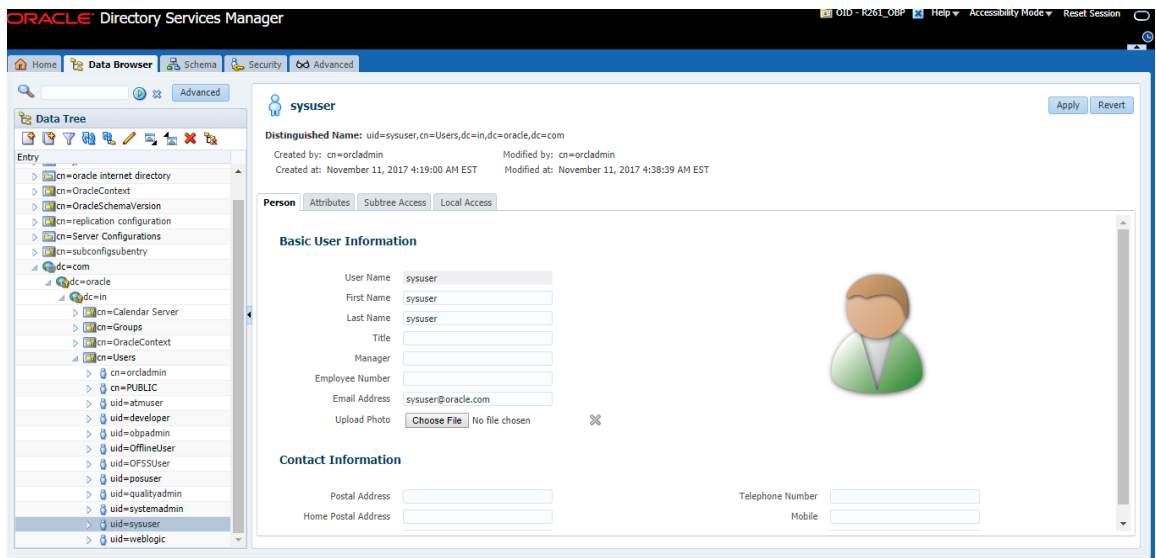 ORACLE Directory Services Manager
OID - R261_OBP Help Accessibility Mode Reset Session
Home Data Browser Schema Security Advanced
Advanced
Data Tree
Entry
cn=oracle internet directory
cn=OracleContext
cn=OracleSchemaVersion
cn=replication configuration
cn=Server Configurations
cn=subconfigsubentry
dc=com
dc=oracle
dc=in
cn=Calendar Server
cn=Groups
cn=OracleContext
cn=Users
cn=orcladmin
cn=PUBLIC
uid=atmuser
uid=developer
uid=obpadmin
uid=OfflineUser
uid=OFSSUser
uid=posuser
uid=qualityadmin
uid=systemadmin
uid=sysuser
uid=weblogic
sysuser
Apply Revert
Distinguished Name: uid=sysuser,cn=Users,dc=in,dc=oracle,dc=com
Created by: cn=orcladmin Modified by: cn=orcladmin
Created at: November 11, 2017 4:19:00 AM EST Modified at: November 11, 2017 4:38:39 AM EST
Person Attributes Subtree Access Local Access
Basic User Information
User Name sysuser
First Name sysuser
Last Name sysuser
Title
Manager
Employee Number
Email Address sysuser@oracle.com
Upload Photo Choose File No file chosen
Contact Information
Postal Address Telephone Number
Home Postal Address Mobile